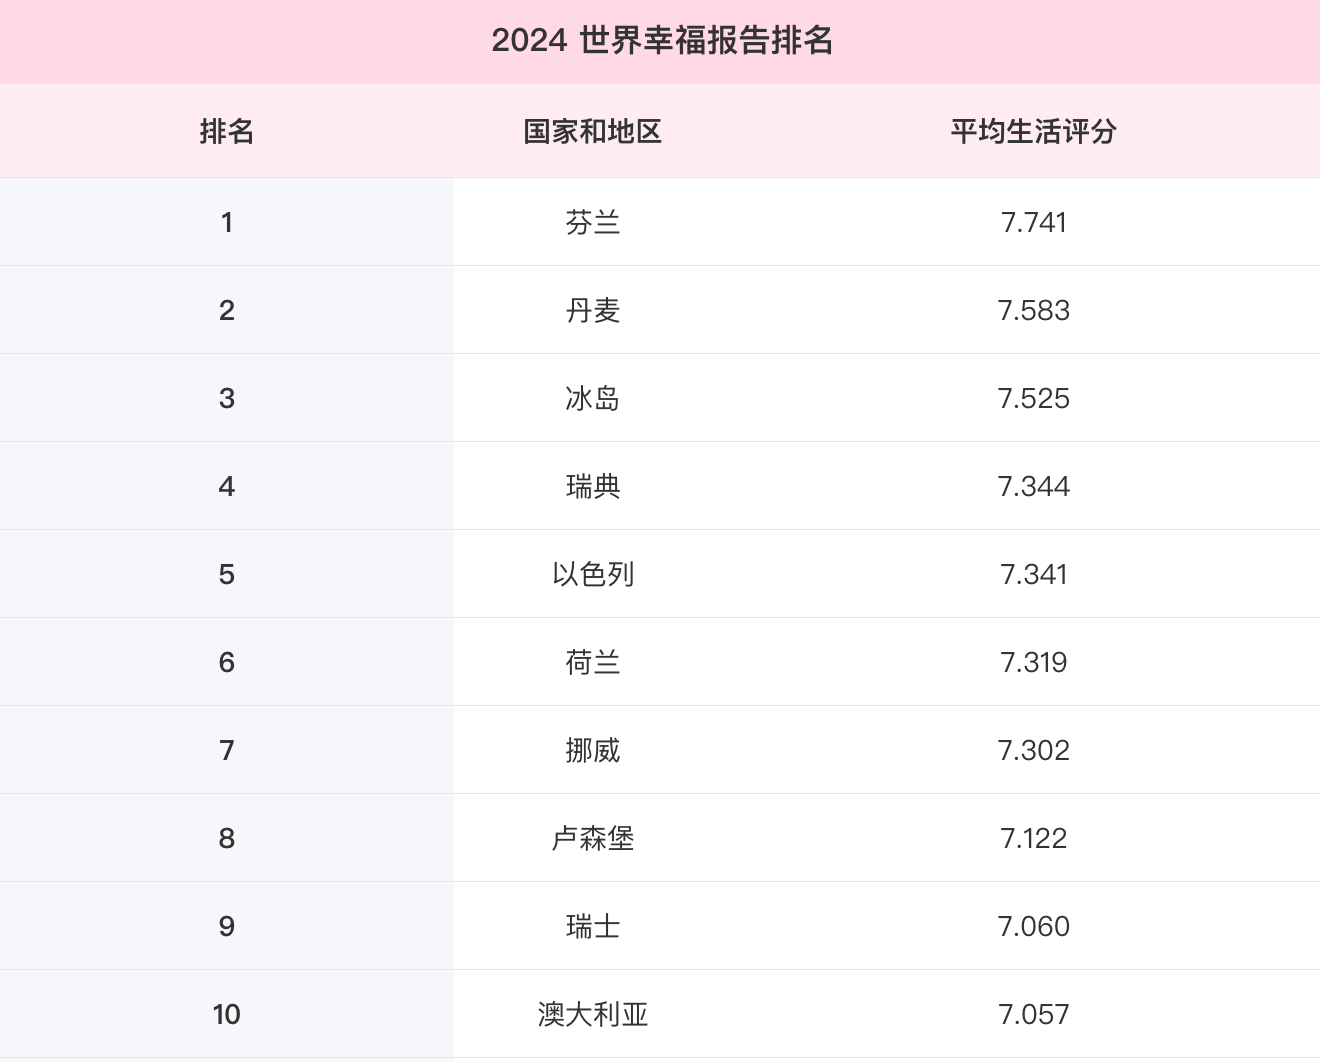 2024 世界幸福报告排名
排名 国家和地区 平均生活评分
1 芬兰 7.741
2 丹麦 7.583
3 冰岛 7.525
4 瑞典 7.344
5 以色列 7.341
6 荷兰 7.319
7 挪威 7.302
8 卢森堡 7.122
9 瑞士 7.060
10 澳大利亚 7.057